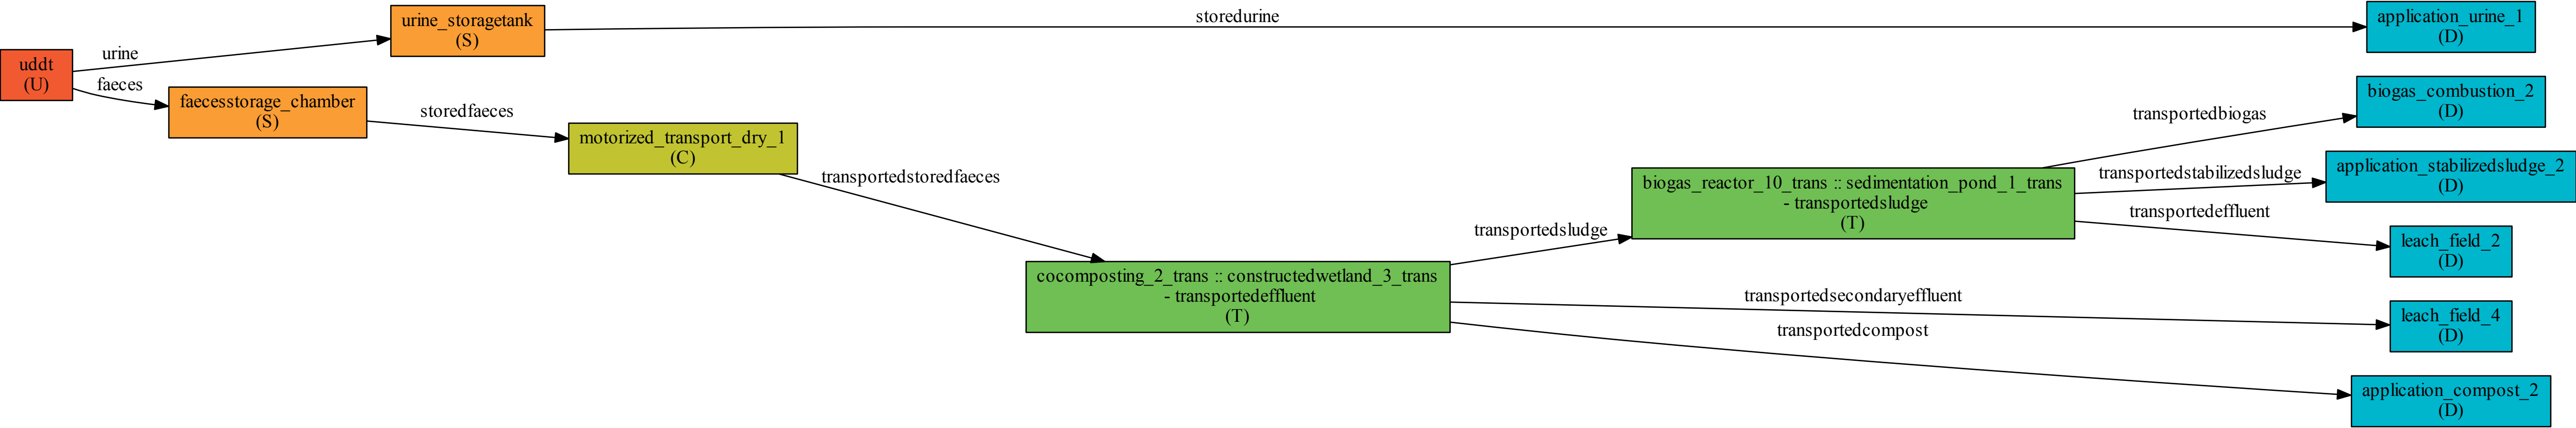 uddt
(U)
urine
faeces
urine_storagetank
(S)
faecesstorage_chamber
(S)
storedurine
storedfaeces
motorized_transport_dry_1
(C)
transportedstoredfaeces
cocomposting_2_trans :: constructedwetland_3_trans
- transportedeffluent
(T)
transportedsludge
transportedsecondaryeffluent
transportedcompost
biogas_reactor_10_trans :: sedimentation_pond_1_trans
- transportedsludge
(T)
transportedbiogas
transportedstabilizedsludge
transportedeffluent
application_urine_1
(D)
biogas_combustion_2
(D)
application_stabilizedsludge_2
(D)
leach_field_2
(D)
leach_field_4
(D)
application_compost_2
(D)